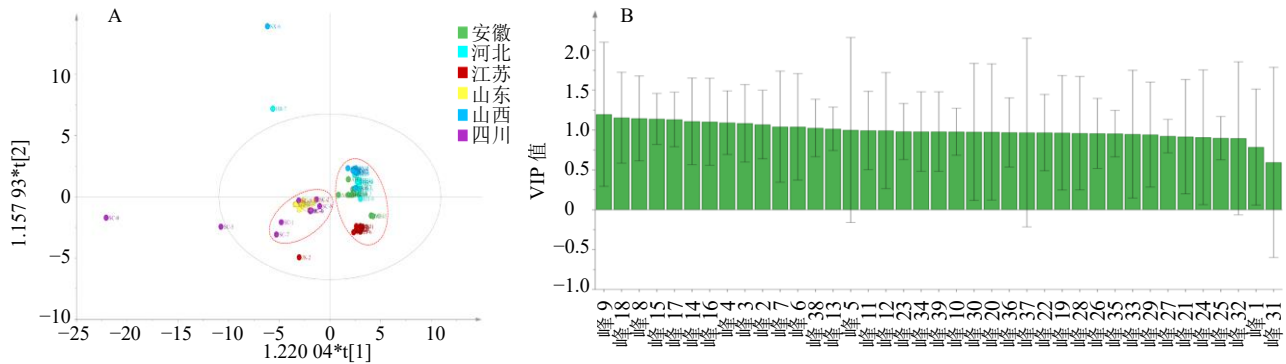 A
10
5
0
−5
−10
−25
−20
−15
−10
−5
0
5
10
1.157 93*t[2]
1.220 04*t[1]
安徽
河北
江苏
山东
山西
四川
B
2.0
1.5
1.0
0.5
0
−0.5
−1.0
VIP 值
峰 9
峰 18
峰 8
峰 15
峰 17
峰 14
峰 16
峰 4
峰 3
峰 2
峰 7
峰 6
峰 38
峰 13
峰 5
峰 11
峰 12
峰 23
峰 34
峰 39
峰 10
峰 30
峰 20
峰 36
峰 37
峰 22
峰 19
峰 28
峰 26
峰 35
峰 33
峰 29
峰 27
峰 21
峰 24
峰 25
峰 32
峰 1
峰 31